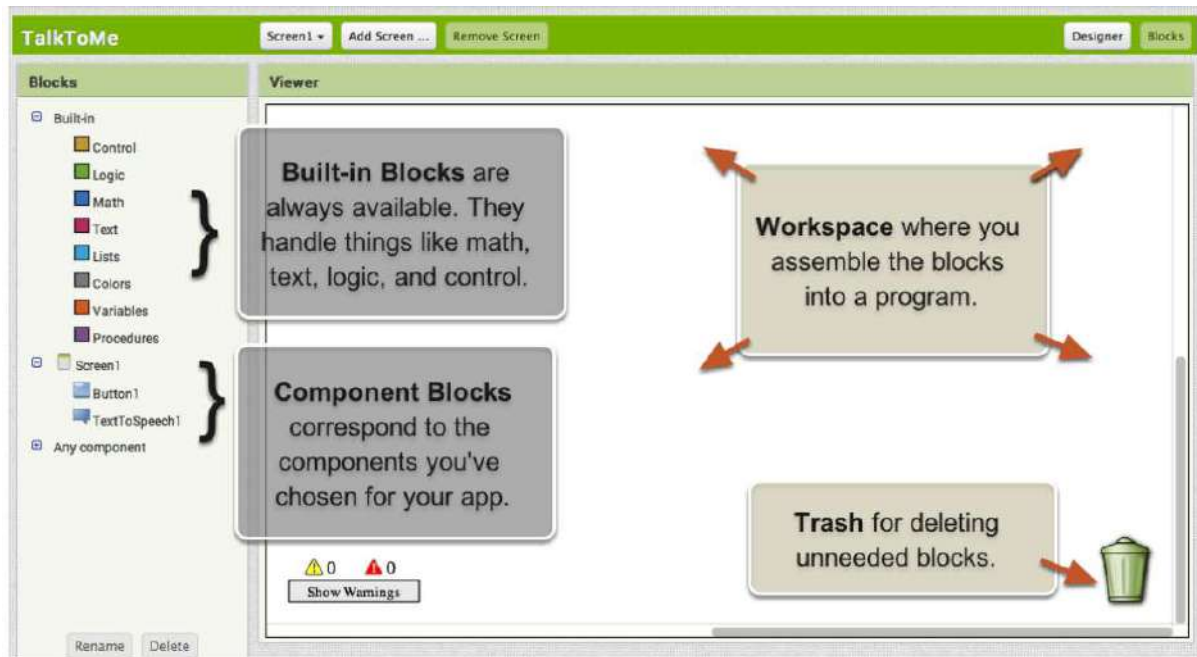 TalkToMe
Screen1
Add Screen ...
Remove Screen
Designer
Blocks
Blocks
Viewer
Built-in
Control
Logic
Math
Text
Lists
Colors
Variables
Procedures
Screen1
Button1
TextToSpeech1
Any component
Built-in Blocks are
always available. They
handle things like math,
text, logic, and control.
Component Blocks
correspond to the
components you've
chosen for your app.
Workspace where you
assemble the blocks
into a program.
Trash for deleting
unneeded blocks.
0
0
Show Warnings
Rename
Delete